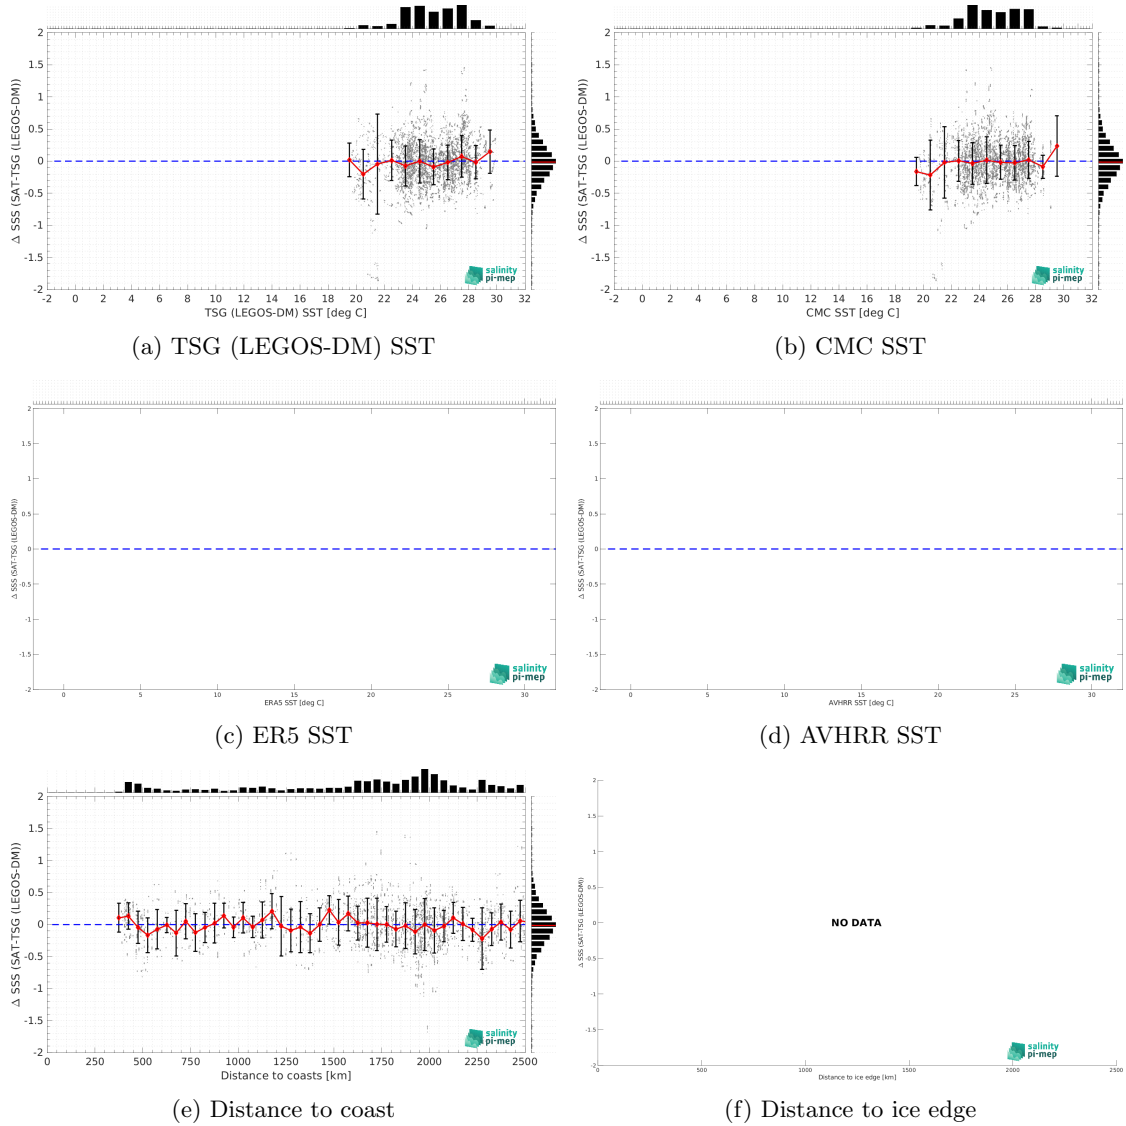 2
1.5
1
0.5
0
-0.5
-1
-1.5
-2
Δ SSS (SAT-TSG (LEGOS-DM))
-2 0 2 4 6 8 10 12 14 16 18 20 22 24 26 28 30 32
TSG (LEGOS-DM) SST [deg C]
salinity
pi-mep
(a) TSG (LEGOS-DM) SST
2
1.5
1
0.5
0
-0.5
-1
-1.5
-2
Δ SSS (SAT-TSG (LEGOS-DM))
-2 0 2 4 6 8 10 12 14 16 18 20 22 24 26 28 30 32
CMC SST [deg C]
salinity
pi-mep
(b) CMC SST
2
1.5
1
0.5
0
-0.5
-1
-1.5
-2
Δ SSS (SAT-TSG (LEGOS-DM))
0 5 10 15 20 25 30
ERA5 SST [deg C]
salinity
pi-mep
(c) ER5 SST
2
1.5
1
0.5
0
-0.5
-1
-1.5
-2
Δ SSS (SAT-TSG (LEGOS-DM))
0 5 10 15 20 25 30
AVHRR SST [deg C]
salinity
pi-mep
(d) AVHRR SST
2
1.5
1
0.5
0
-0.5
-1
-1.5
-2
Δ SSS (SAT-TSG (LEGOS-DM))
0 250 500 750 1000 1250 1500 1750 2000 2250 2500
Distance to coasts [km]
salinity
pi-mep
(e) Distance to coast
2
1.5
1
0.5
0
-0.5
-1
-1.5
-2
Δ SSS (SAT-TSG (LEGOS-DM))
NO DATA
0 500 1000 1500 2000 2500
Distance to ice edge [km]
salinity
pi-mep
(f) Distance to ice edge